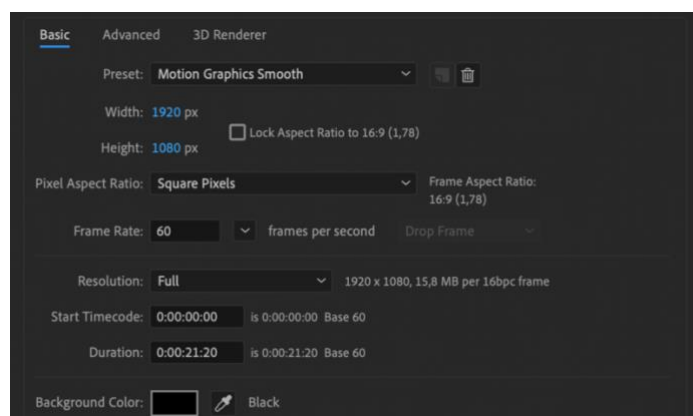 Basic Advanced 3D Renderer
Preset: Motion Graphics Smooth
Width: 1920 px
Lock Aspect Ratio to 16:9 (1,78)
Height: 1080 px
Pixel Aspect Ratio: Square Pixels Frame Aspect Ratio:
16:9 (1,78)
Frame Rate: 60 frames per second Drop Frame
Resolution: Full 1920 x 1080, 15,8 MB per 16bpc frame
Start Timecode: 0:00:00:00 is 0:00:00:00 Base 60
Duration: 0:00:21:20 is 0:00:21:20 Base 60
Background Color: Black